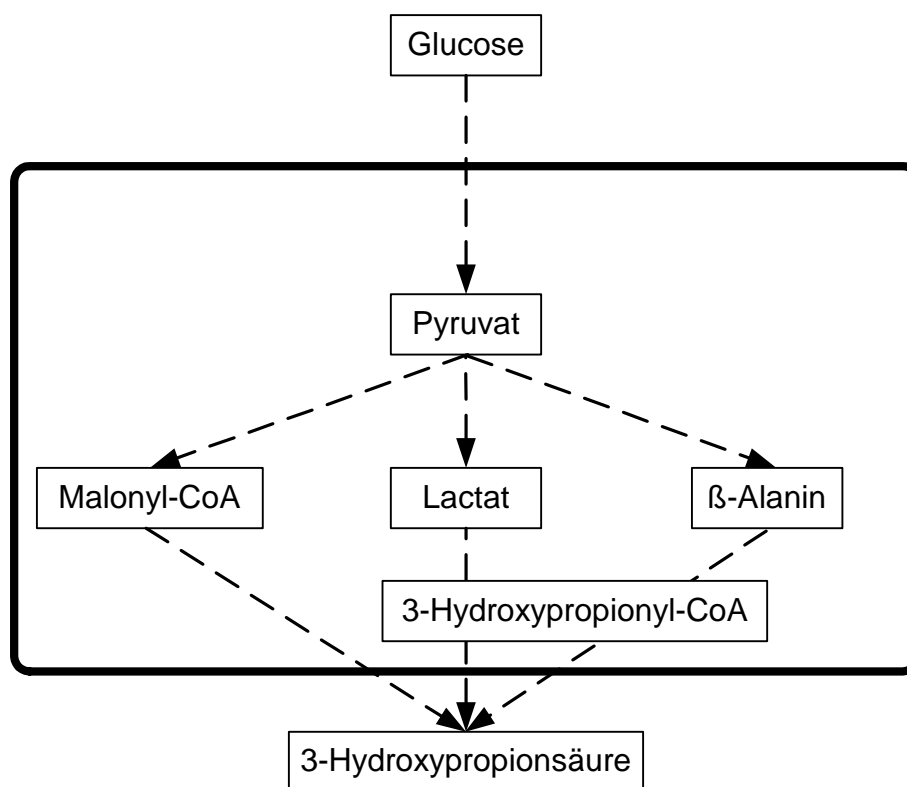 Glucose
Pyruvat
Malonyl-CoA
Lactat
ß-Alanin
3-Hydroxypropionyl-CoA
3-Hydroxypropionsäure